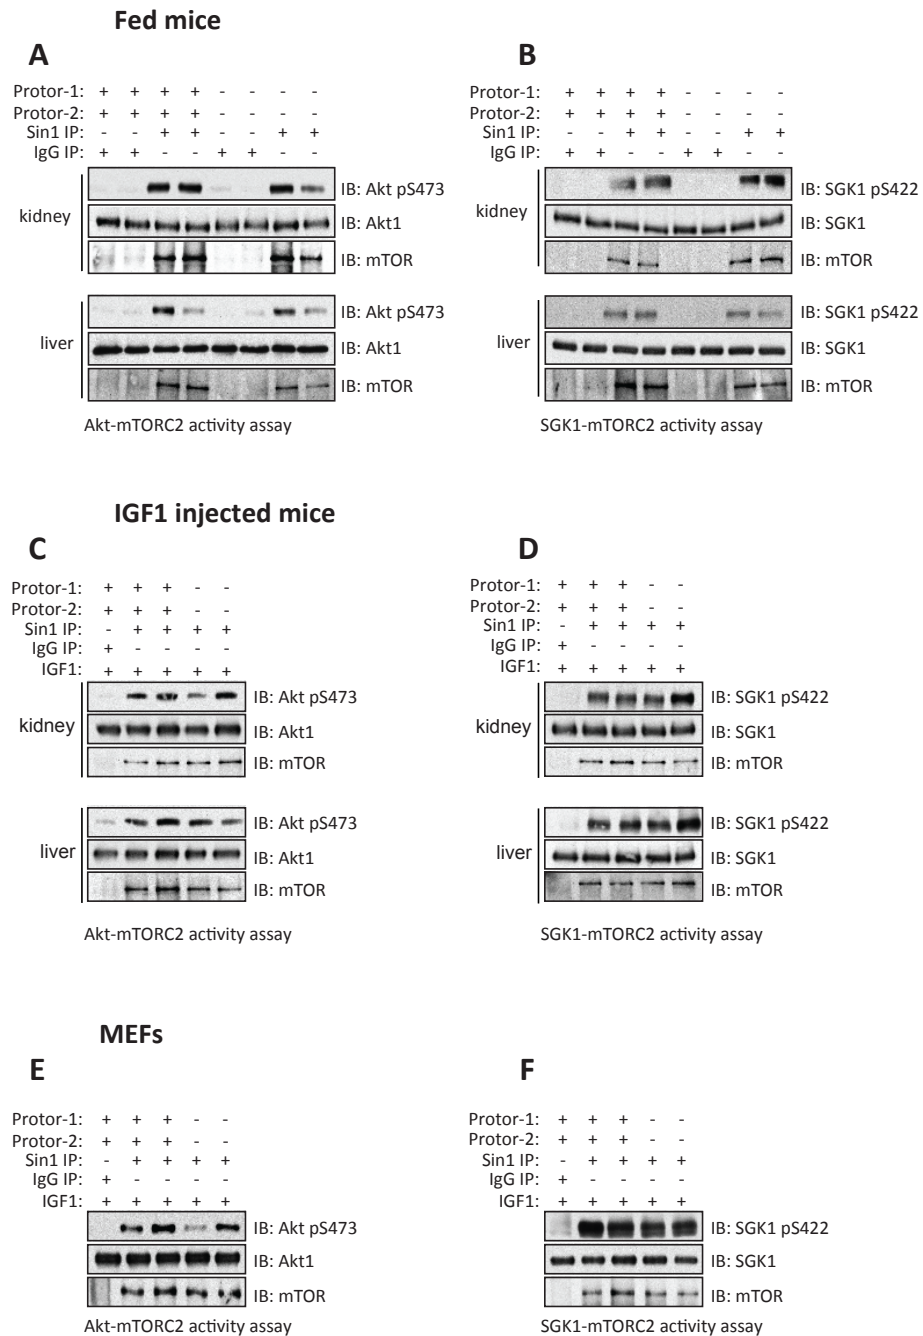 Fed mice
A
Protor-1: + + + + - - - -
Protor-2: + + + + - - - -
Sin1 IP: - - + + - - + +
IgG IP: + + - - + + - -
kidney
IB: Akt pS473
IB: Akt1
IB: mTOR
liver
IB: Akt pS473
IB: Akt1
IB: mTOR
Akt-mTORC2 activity assay
B
Protor-1: + + + + - - - -
Protor-2: + + + + - - - -
Sin1 IP: - - + + - - + +
IgG IP: + + - - + + - -
kidney
IB: SGK1 pS422
IB: SGK1
IB: mTOR
liver
IB: SGK1 pS422
IB: SGK1
IB: mTOR
SGK1-mTORC2 activity assay
IGF1 injected mice
C
Protor-1: + + + - -
Protor-2: + + + - -
Sin1 IP: - + + + +
IgG IP: + - - - -
IGF1: + + + + +
kidney
IB: Akt pS473
IB: Akt1
IB: mTOR
liver
IB: Akt pS473
IB: Akt1
IB: mTOR
Akt-mTORC2 activity assay
D
Protor-1: + + + - -
Protor-2: + + + - -
Sin1 IP: - + + + +
IgG IP: + - - - -
IGF1: + + + + +
kidney
IB: SGK1 pS422
IB: SGK1
IB: mTOR
liver
IB: SGK1 pS422
IB: SGK1
IB: mTOR
SGK1-mTORC2 activity assay
MEFs
E
Protor-1: + + + - -
Protor-2: + + + - -
Sin1 IP: - + + + +
IgG IP: + - - - -
IGF1: + + + + +
IB: Akt pS473
IB: Akt1
IB: mTOR
Akt-mTORC2 activity assay
F
Protor-1: + + + - -
Protor-2: + + + - -
Sin1 IP: - + + + +
IgG IP: + - - - -
IGF1: + + + + +
IB: SGK1 pS422
IB: SGK1
IB: mTOR
SGK1-mTORC2 activity assay